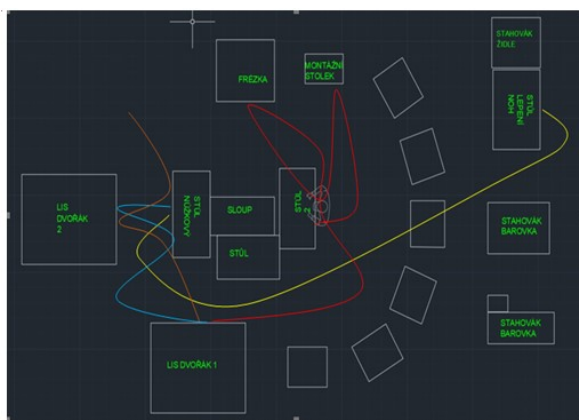 STAHOVÁK
ŽIDLE
FRÉZKA
MONTÁŽNÍ
STOLEK
STŮL
LEPENÍ
NOH
LIS
DVOŘÁK
2
STŮL
NŮŽKOVÝ
SLOUP
STŮL
2
STŮL
STAHOVÁK
BAROVKA
STAHOVÁK
BAROVKA
LIS DVOŘÁK 1